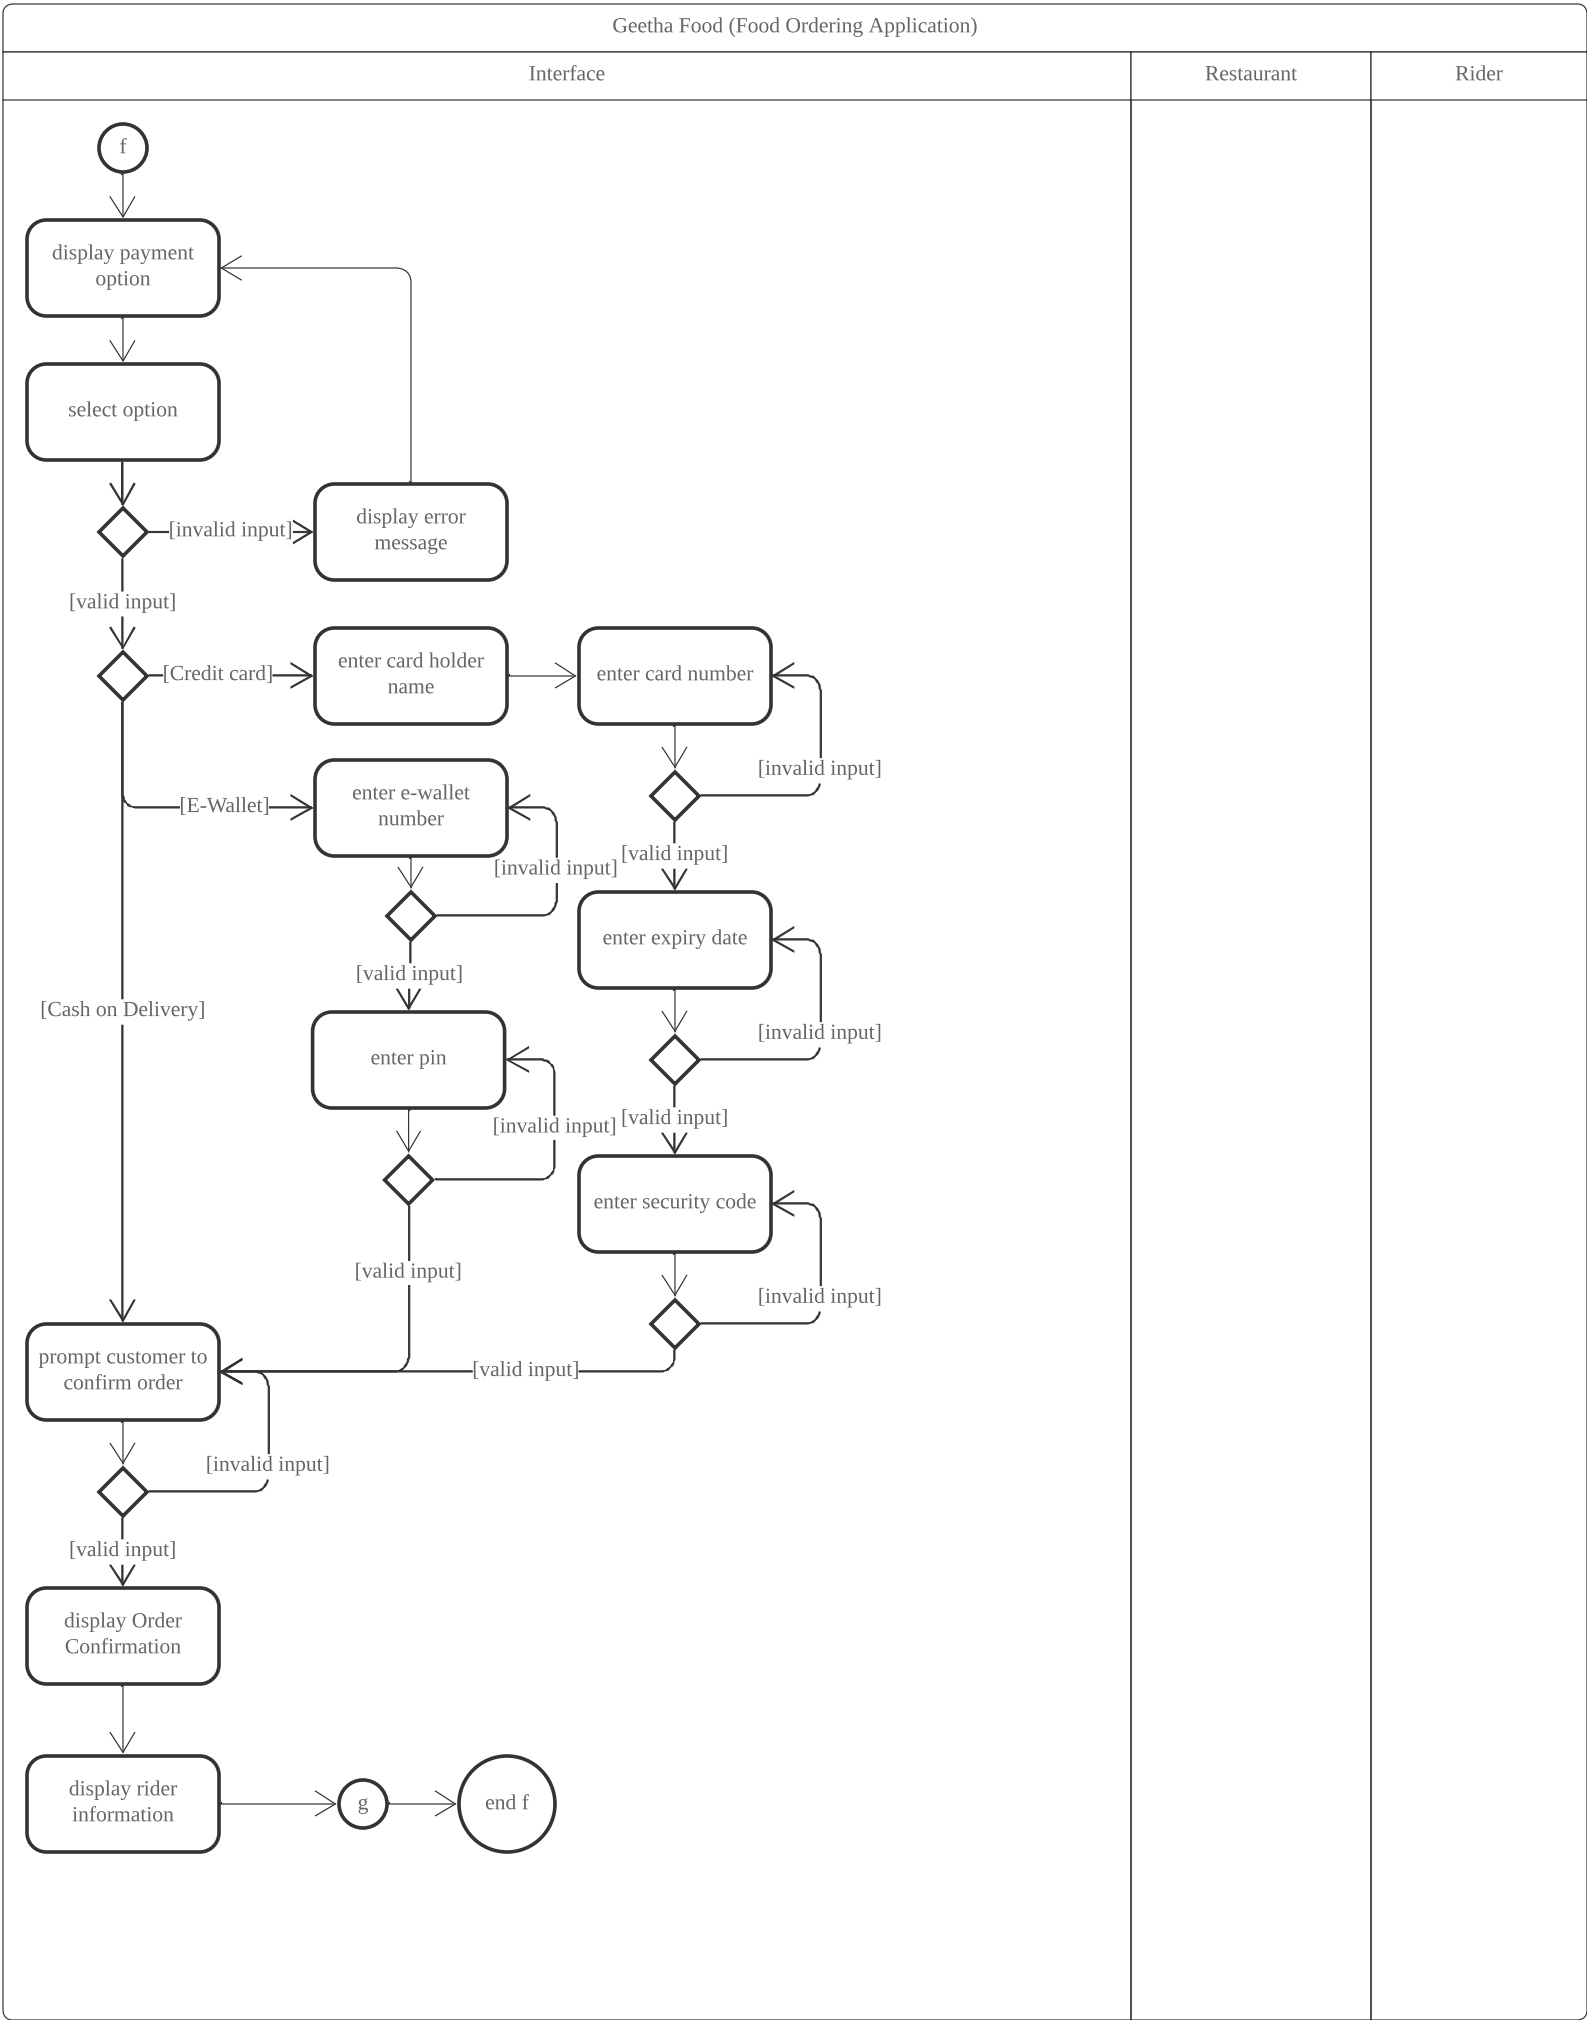 Geetha Food (Food Ordering Application)
Interface
Restaurant
Rider
f
display payment
option
select option
[invalid input]
display error
message
[valid input]
[Credit card]
enter card holder
name
enter card number
[invalid input]
[E-Wallet]
enter e-wallet
number
[invalid input]
[valid input]
enter expiry date
[valid input]
[Cash on Delivery]
[invalid input]
enter pin
[invalid input]
[valid input]
enter security code
[valid input]
[invalid input]
prompt customer to
confirm order
[valid input]
[invalid input]
[valid input]
display Order
Confirmation
display rider
information
g
end f